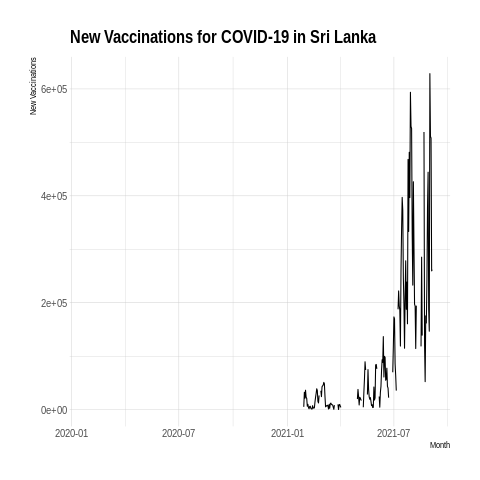 New Vaccinations for COVID-19 in Sri Lanka
New Vaccinations
6e+05
4e+05
2e+05
0e+00
2020-01
2020-07
2021-01
2021-07
Month